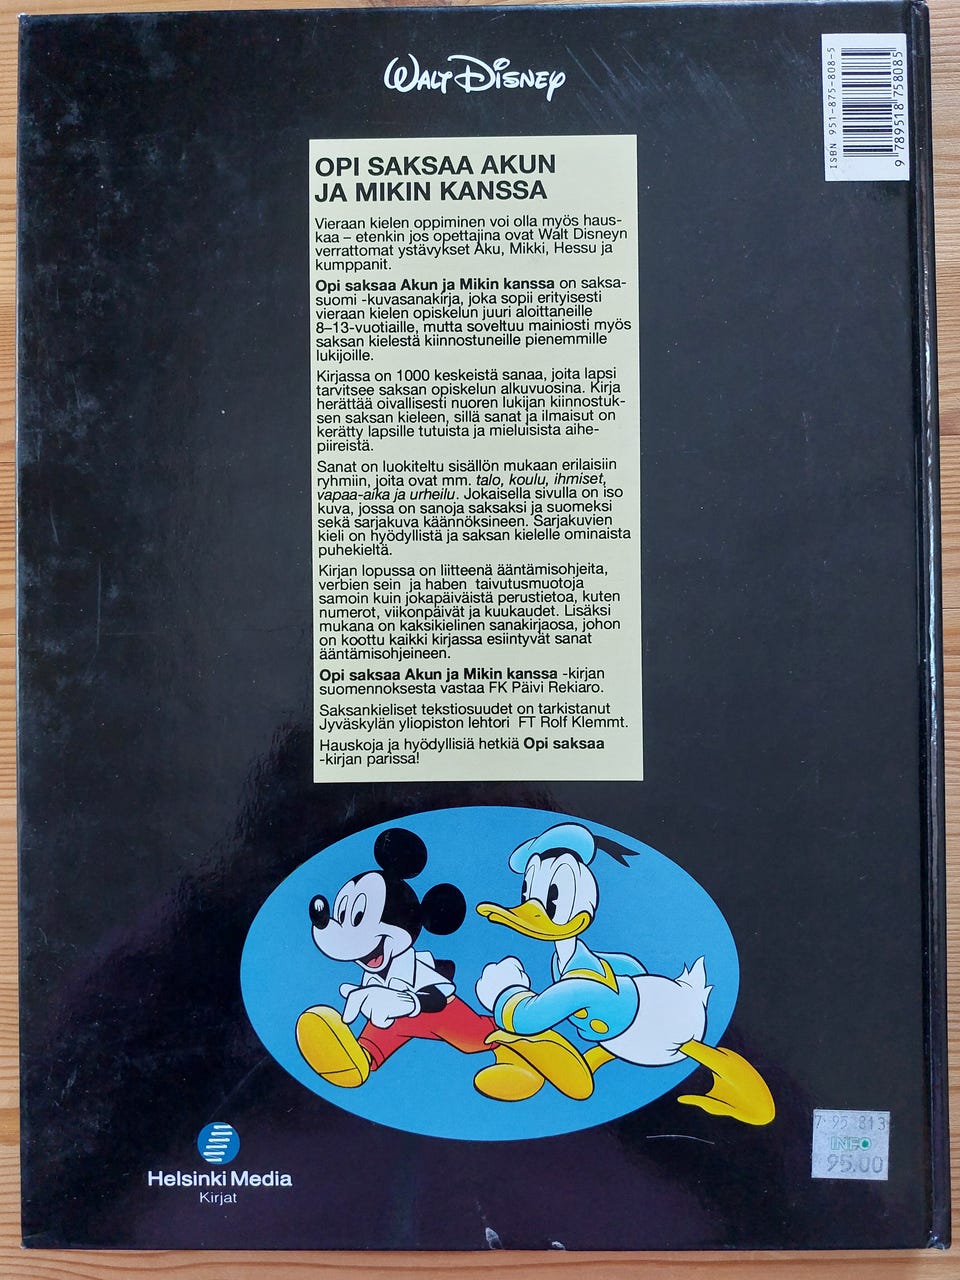 WALT DISNEY
ISBN 951-875-808-5
9 789518 758085
OPI SAKSAA AKUN
JA MIKIN KANSSA
Vieraan kielen oppiminen voi olla myös haus-
kaa – etenkin jos opettajina ovat Walt Disneyn
verrattomat ystävykset Aku, Mikki, Hessu ja
kumppanit.
Opi saksaa Akun ja Mikin kanssa on saksa-
suomi -kuvasanakirja, joka sopii erityisesti
vieraan kielen opiskelun juuri aloittaneille
8–13-vuotiaille, mutta soveltuu mainiosti myös
saksan kielestä kiinnostuneille pienemmille
lukijoille.
Kirjassa on 1000 keskeistä sanaa, joita lapsi
tarvitsee saksan opiskelun alkuvuosina. Kirja
herättää oivallisesti nuoren lukijan kiinnostuk-
sen saksan kieleen, sillä sanat ja ilmaisut on
kerätty lapsille tutuista ja mieluisista aihe-
piireistä.
Sanat on luokiteltu sisällön mukaan erilaisiin
ryhmiin, joita ovat mm. talo, koulu, ihmiset,
vapaa-aika ja urheilu. Jokaisella sivulla on iso
kuva, jossa on sanoja saksaksi ja suomeksi
sekä sarjakuva käännöksineen. Sarjakuvien
kieli on hyödyllistä ja saksan kielelle ominaista
puhekieltä.
Kirjan lopussa on liitteenä ääntämisohjeita,
verbien sein ja haben taivutusmuotoja
samoin kuin jokapäiväistä perustietoa, kuten
numerot, viikonpäivät ja kuukaudet. Lisäksi
mukana on kaksikielinen sanakirjaosa, johon
on koottu kaikki kirjassa esiintyvät sanat
ääntämisohjeineen.
Opi saksaa Akun ja Mikin kanssa -kirjan
suomennoksesta vastaa FK Päivi Rekiaro.
Saksankieliset tekstiosuudet on tarkistanut
Jyväskylän yliopiston lehtori FT Rolf Klemmt.
Hauskoja ja hyödyllisiä hetkiä Opi saksaa
-kirjan parissa!
Helsinki Media
Kirjat
7 95 813
INFO
95.00